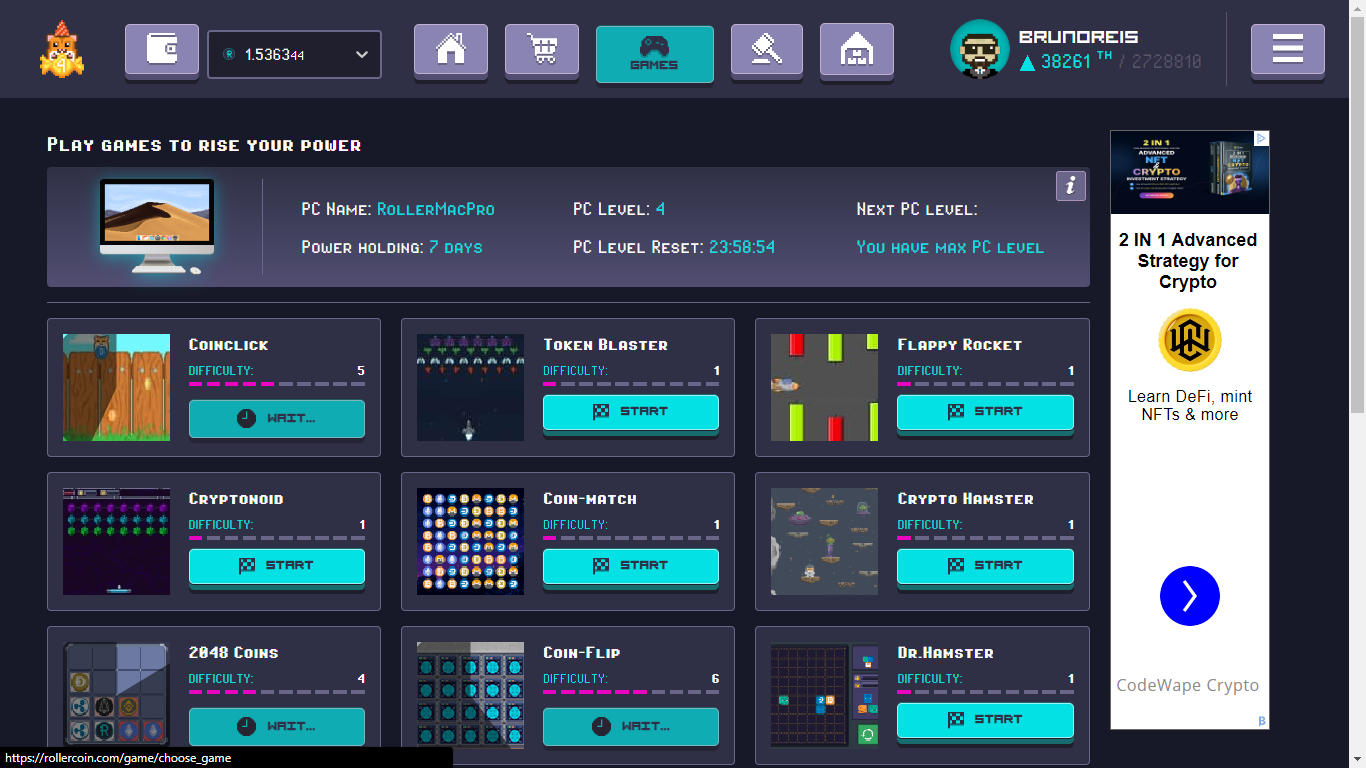 1.536344
GAMES
BRUNOREIS
38261 TH / 2728810
PLAY GAMES TO RISE YOUR POWER
PC NAME: ROLLERMACPRO
PC LEVEL: 4
NEXT PC LEVEL:
POWER HOLDING: 7 DAYS
PC LEVEL RESET: 23:58:54
YOU HAVE MAX PC LEVEL
i
COINCLICK
DIFFICULTY: 5
WAIT...
TOKEN BLASTER
DIFFICULTY: 1
START
FLAPPY ROCKET
DIFFICULTY: 1
START
CRYPTONOID
DIFFICULTY: 1
START
COIN-MATCH
DIFFICULTY: 1
START
CRYPTO HAMSTER
DIFFICULTY: 1
START
2048 COINS
DIFFICULTY: 4
WAIT...
COIN-FLIP
DIFFICULTY: 6
WAIT...
DR.HAMSTER
DIFFICULTY: 1
START
2 IN 1
ADVANCED
NFT
&
CRYPTO
INVESTMENT STRATEGY
2 IN 1 Advanced
Strategy for
Crypto
Learn DeFi, mint
NFTs & more
CodeWape Crypto
https://rollercoin.com/game/choose_game